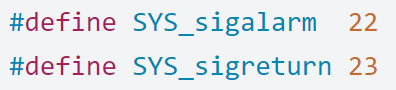 #define SYS_sigalarm  22
#define SYS_sigreturn 23